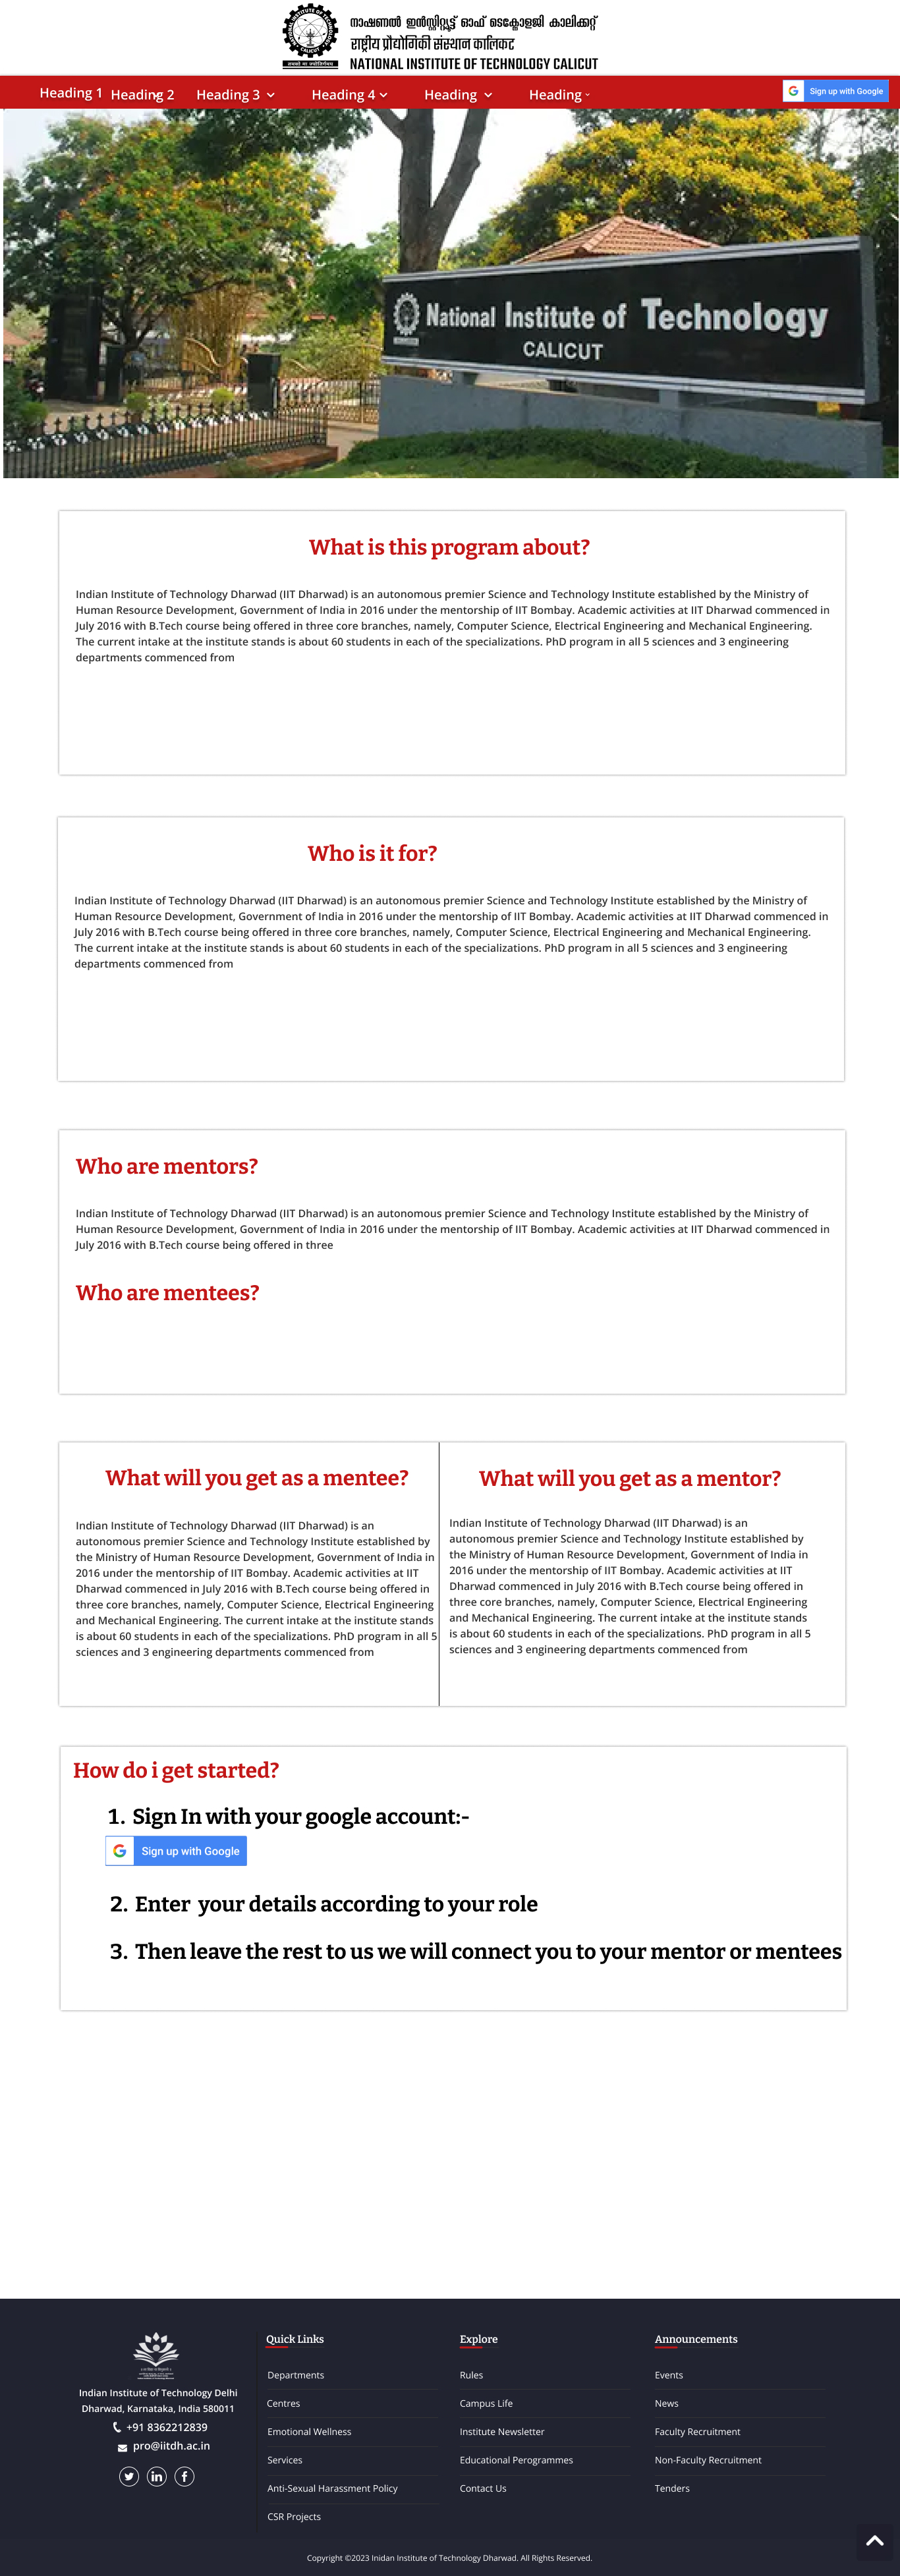 നാഷണൽ ഇൻസ്റ്റിറ്റ്യൂട്ട് ഓഫ് ടെക്നോളജി കാലിക്കറ്റ്
राष्ट्रीय प्रौद्योगिकी संस्थान कालिकट
NATIONAL INSTITUTE OF TECHNOLOGY CALICUT
Heading 1 Heading 2 Heading 3 Heading 4 Heading Heading Sign up with Google
National Institute of Technology
CALICUT
What is this program about?
Indian Institute of Technology Dharwad (IIT Dharwad) is an autonomous premier Science and Technology Institute established by the Ministry of
Human Resource Development, Government of India in 2016 under the mentorship of IIT Bombay. Academic activities at IIT Dharwad commenced in
July 2016 with B.Tech course being offered in three core branches, namely, Computer Science, Electrical Engineering and Mechanical Engineering.
The current intake at the institute stands is about 60 students in each of the specializations. PhD program in all 5 sciences and 3 engineering
departments commenced from
Who is it for?
Indian Institute of Technology Dharwad (IIT Dharwad) is an autonomous premier Science and Technology Institute established by the Ministry of
Human Resource Development, Government of India in 2016 under the mentorship of IIT Bombay. Academic activities at IIT Dharwad commenced in
July 2016 with B.Tech course being offered in three core branches, namely, Computer Science, Electrical Engineering and Mechanical Engineering.
The current intake at the institute stands is about 60 students in each of the specializations. PhD program in all 5 sciences and 3 engineering
departments commenced from
Who are mentors?
Indian Institute of Technology Dharwad (IIT Dharwad) is an autonomous premier Science and Technology Institute established by the Ministry of
Human Resource Development, Government of India in 2016 under the mentorship of IIT Bombay. Academic activities at IIT Dharwad commenced in
July 2016 with B.Tech course being offered in three
Who are mentees?
What will you get as a mentee?
Indian Institute of Technology Dharwad (IIT Dharwad) is an
autonomous premier Science and Technology Institute established by
the Ministry of Human Resource Development, Government of India in
2016 under the mentorship of IIT Bombay. Academic activities at IIT
Dharwad commenced in July 2016 with B.Tech course being offered in
three core branches, namely, Computer Science, Electrical Engineering
and Mechanical Engineering. The current intake at the institute stands
is about 60 students in each of the specializations. PhD program in all 5
sciences and 3 engineering departments commenced from
What will you get as a mentor?
Indian Institute of Technology Dharwad (IIT Dharwad) is an
autonomous premier Science and Technology Institute established by
the Ministry of Human Resource Development, Government of India in
2016 under the mentorship of IIT Bombay. Academic activities at IIT
Dharwad commenced in July 2016 with B.Tech course being offered in
three core branches, namely, Computer Science, Electrical Engineering
and Mechanical Engineering. The current intake at the institute stands
is about 60 students in each of the specializations. PhD program in all 5
sciences and 3 engineering departments commenced from
How do i get started?
1. Sign In with your google account:-
Sign up with Google
2. Enter your details according to your role
3. Then leave the rest to us we will connect you to your mentor or mentees
Indian Institute of Technology Delhi
Dharwad, Karnataka, India 580011
+91 8362212839
pro@iitdh.ac.in
Quick Links
Departments
Centres
Emotional Wellness
Services
Anti-Sexual Harassment Policy
CSR Projects
Explore
Rules
Campus Life
Institute Newsletter
Educational Perogrammes
Contact Us
Announcements
Events
News
Faculty Recruitment
Non-Faculty Recruitment
Tenders
Copyright ©2023 Inidan Institute of Technology Dharwad. All Rights Reserved.